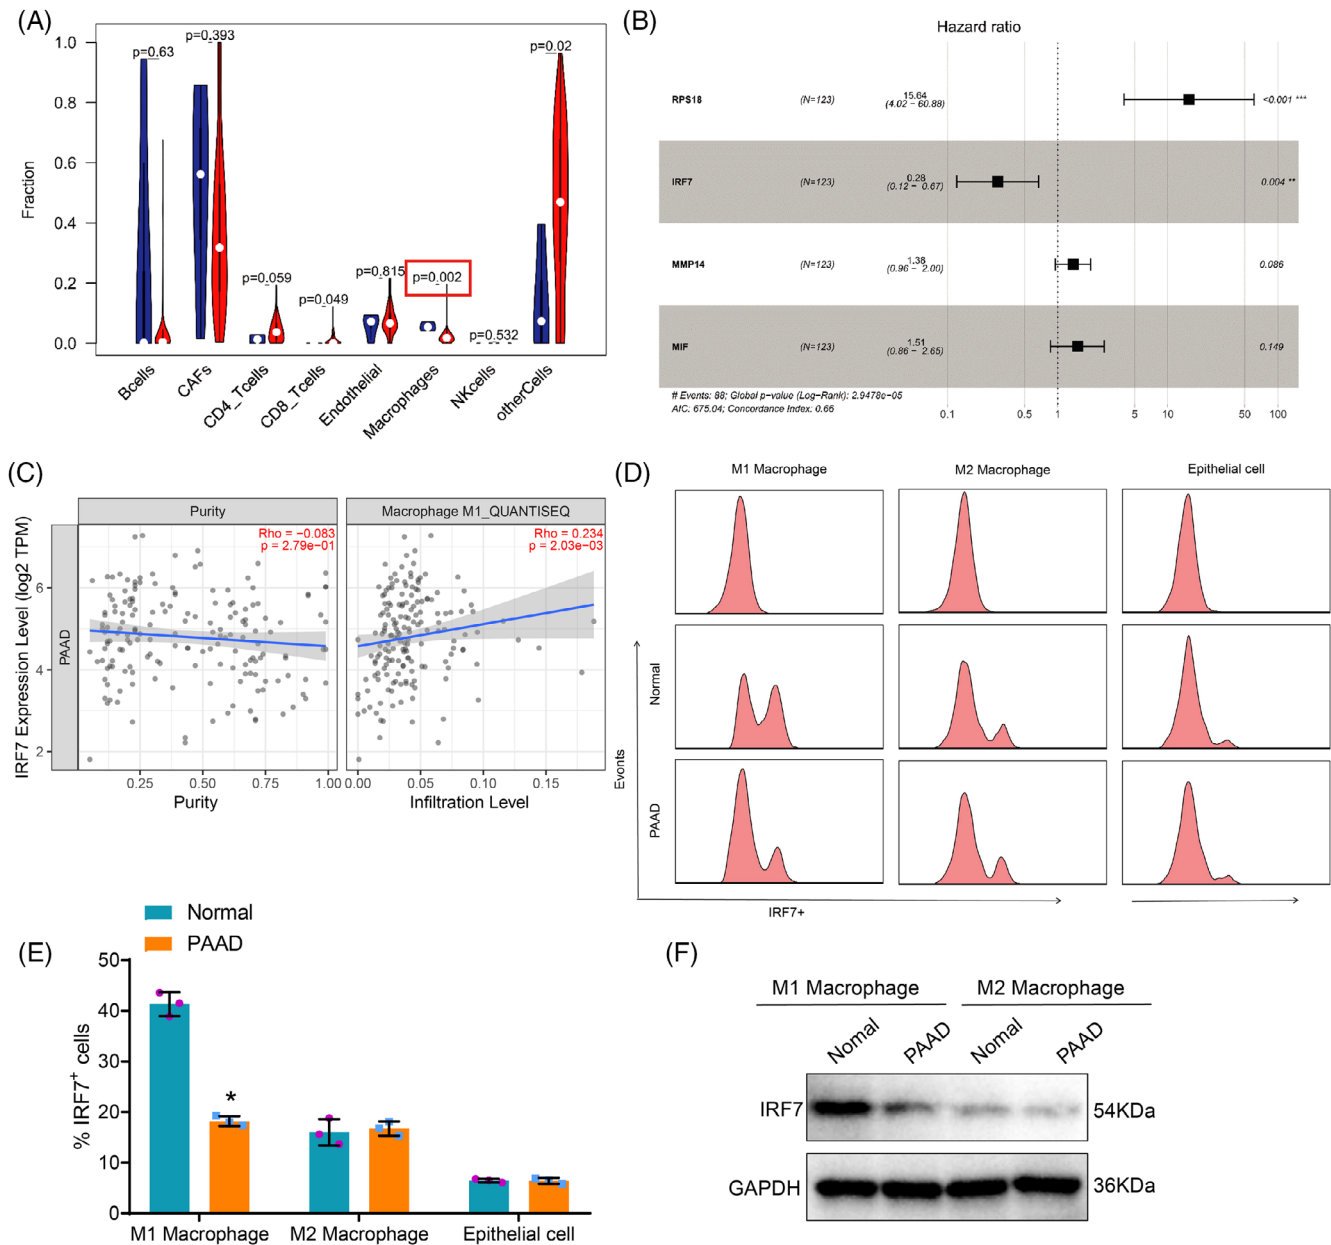 (A)
p=0.63
p=0.393
p=0.059
p=0.049
p=0.815
p=0.002
p=0.532
p=0.02
Fraction
1.0
0.8
0.6
0.4
0.2
0.0
Bcells
CAFs
CD4_Tcells
CD8_Tcells
Endothelial
Macrophages
NKcells
otherCells
(B)
Hazard ratio
RPS18 (N=123) 15.64 (4.02 − 60.88) <0.001 ***
IRF7 (N=123) 0.28 (0.12 − 0.67) 0.004 **
MMP14 (N=123) 1.38 (0.96 − 2.00) 0.086
MIF (N=123) 1.51 (0.86 − 2.65) 0.149
# Events: 88; Global p-value (Log-Rank): 2.9478e-05
AIC: 675.04; Concordance Index: 0.66
0.1 0.5 1 5 10 50 100
(C)
Purity
Macrophage M1_QUANTISEQ
Rho = −0.083
p = 2.79e−01
Rho = 0.234
p = 2.03e−03
IRF7 Expression Level (log2 TPM)
PAAD
6
4
2
0.25 0.50 0.75 1.00
0.00 0.05 0.10 0.15
Purity
Infiltration Level
(D)
M1 Macrophage
M2 Macrophage
Epithelial cell
Normal
PAAD
Events
IRF7+
(E)
Normal
PAAD
% IRF7+ cells
50
40
30
20
10
0
*
M1 Macrophage
M2 Macrophage
Epithelial cell
(F)
M1 Macrophage
M2 Macrophage
Nomal
PAAD
Nomal
PAAD
IRF7
54KDa
GAPDH
36KDa